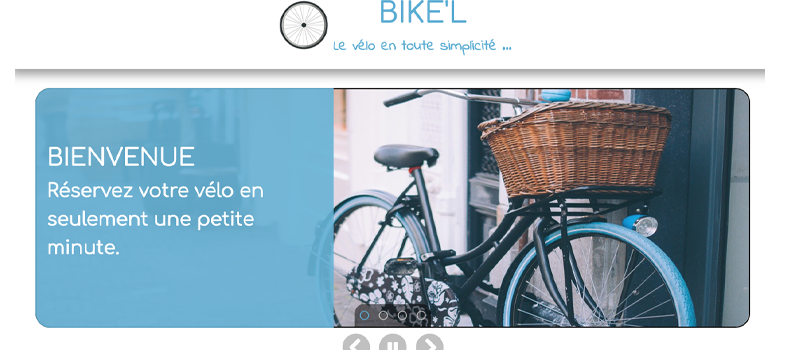 BIKE'L
Le vélo en toute simplicité ...
BIENVENUE
Réservez votre vélo en
seulement une petite
minute.